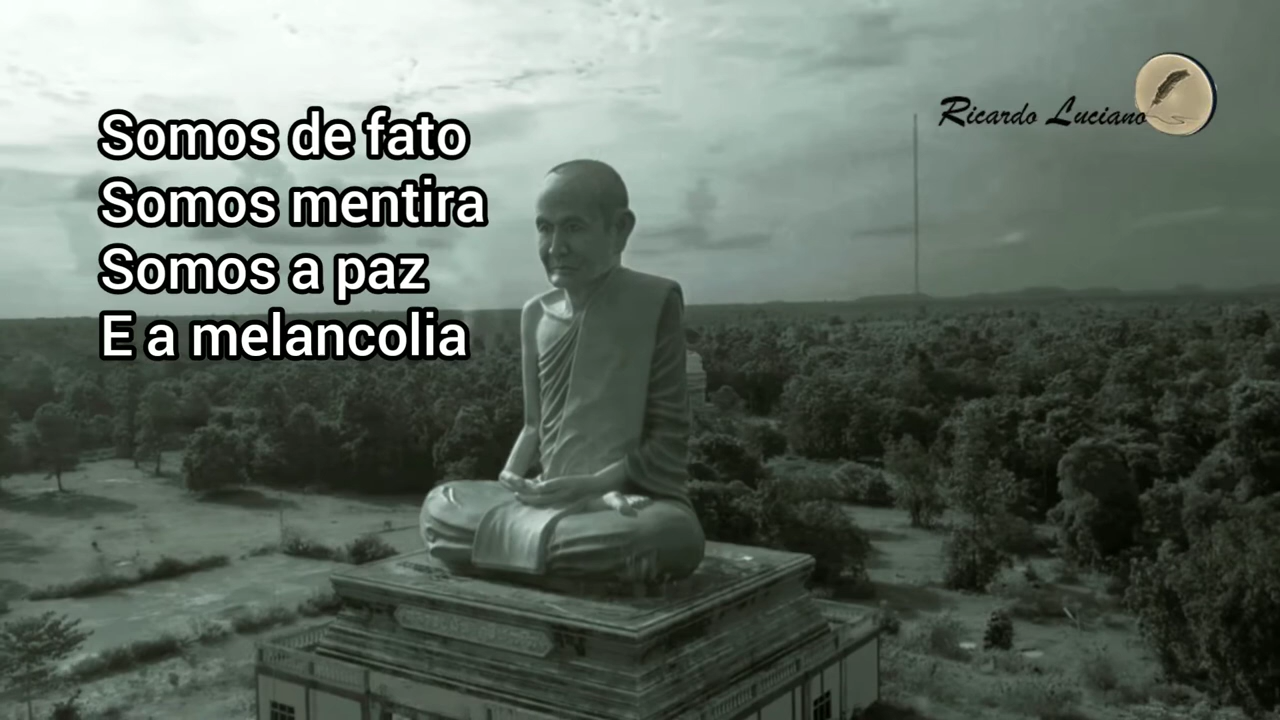 Somos de fato
Somos mentira
Somos a paz
E a melancolia
Ricardo Luciano